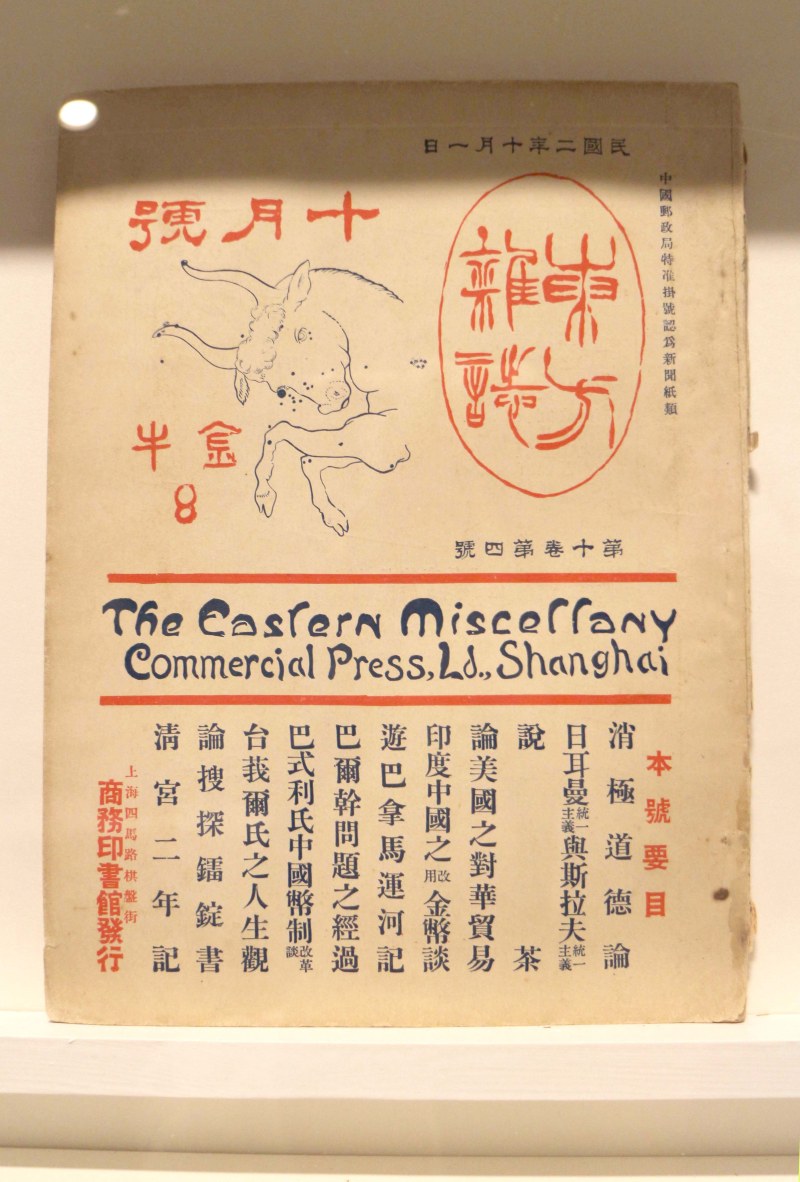 民國二年十月一日
中國郵政局特准掛號認爲新聞紙類
東方
雜誌
十月號
金牛
第十卷第四號
The Eastern Miscellany
Commercial Press, Ld., Shanghai
本號要目
消極道德論
日耳曼統一主義與斯拉夫統一主義
說茶
論美國之對華貿易
印度中國之改用金幣談
遊巴拿馬運河記
巴爾幹問題之經過
巴式利氏中國幣制改革談
台莪爾氏之人生觀
論搜探鐳錠書
清宮二年記
上海四馬路棋盤街
商務印書館發行